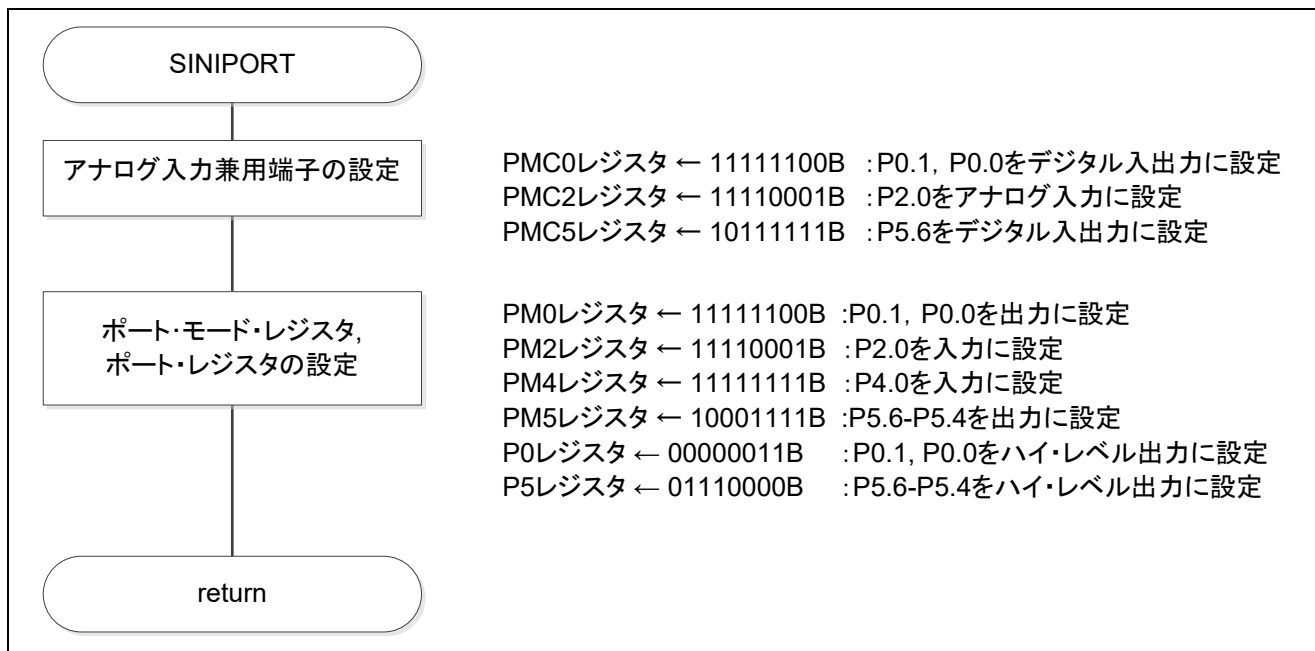 SINIPORT
アナログ入力兼用端子の設定
PMC0レジスタ ← 11111100B :P0.1, P0.0をデジタル入出力に設定
PMC2レジスタ ← 11110001B :P2.0をアナログ入力に設定
PMC5レジスタ ← 10111111B :P5.6をデジタル入出力に設定
ポート・モード・レジスタ,
ポート・レジスタの設定
PM0レジスタ ← 11111100B :P0.1, P0.0を出力に設定
PM2レジスタ ← 11110001B :P2.0を入力に設定
PM4レジスタ ← 11111111B :P4.0を入力に設定
PM5レジスタ ← 10001111B :P5.6-P5.4を出力に設定
P0レジスタ ← 00000011B :P0.1, P0.0をハイ・レベル出力に設定
P5レジスタ ← 01110000B :P5.6-P5.4をハイ・レベル出力に設定
return